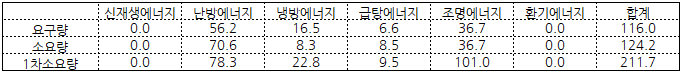 신재생에너지 난방에너지 냉방에너지 급탕에너지 조명에너지 환기에너지 합계
요구량 0.0 56.2 16.5 6.6 36.7 0.0 116.0
소요량 0.0 70.6 8.3 8.5 36.7 0.0 124.2
1차소요량 0.0 78.3 22.8 9.5 101.0 0.0 211.7